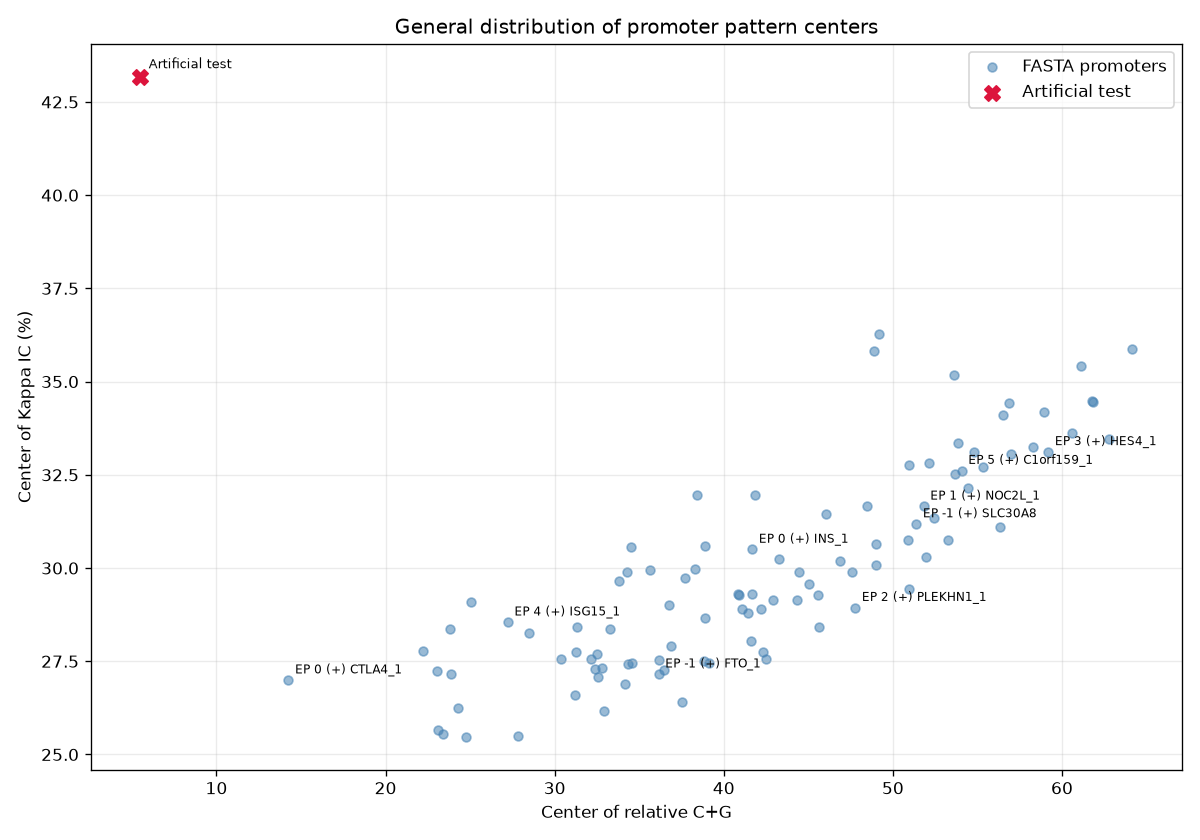 General distribution of promoter pattern centers
Artificial test
FASTA promoters
Artificial test
42.5
40.0
37.5
35.0
32.5
30.0
27.5
25.0
Center of Kappa IC (%)
EP 3 (+) HES4_1
EP 5 (+) C1orf159_1
EP 1 (+) NOC2L_1
EP -1 (+) SLC30A8
EP 0 (+) INS_1
EP 2 (+) PLEKHN1_1
EP 4 (+) ISG15_1
EP -1 (+) FTO_1
EP 0 (+) CTLA4_1
10
20
30
40
50
60
Center of relative C+G